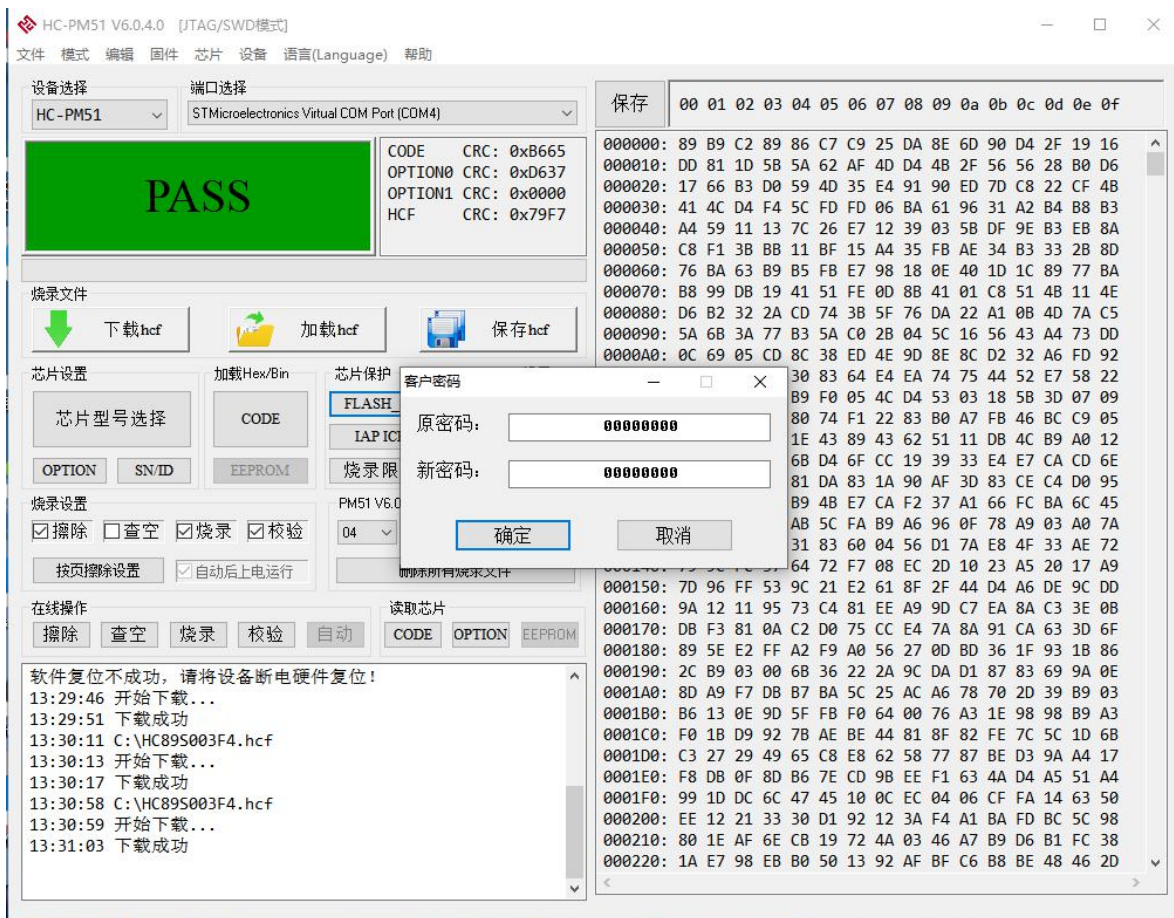 HC-PM51 V6.0.4.0 [JTAG/SWD模式]
文件 模式 编辑 固件 芯片 设备 语言(Language) 帮助
设备选择 端口选择
HC-PM51 STMicroelectronics Virtual COM Port (COM4)
PASS
CODE CRC: 0xB665
OPTION0 CRC: 0xD637
OPTION1 CRC: 0x0000
HCF CRC: 0x79F7
烧录文件
下载hcf 加载hcf 保存hcf
芯片设置 加载Hex/Bin 芯片保护
芯片型号选择 CODE FLASH_
IAP IC
OPTION SN/ID EEPROM 烧录限
烧录设置 PM51 V6.0
擦除 查空 烧录 校验 04
按页擦除设置 自动后上电运行 删除所有烧录文件
在线操作 读取芯片
擦除 查空 烧录 校验 自动 CODE OPTION EEPROM
客户密码
原密码: 00000000
新密码: 00000000
确定 取消
软件复位不成功，请将设备断电硬件复位!
13:29:46 开始下载...
13:29:51 下载成功
13:30:11 C:\HC89S003F4.hcf
13:30:13 开始下载...
13:30:17 下载成功
13:30:58 C:\HC89S003F4.hcf
13:30:59 开始下载...
13:31:03 下载成功
保存 00 01 02 03 04 05 06 07 08 09 0a 0b 0c 0d 0e 0f
000000: 89 B9 C2 89 86 C7 C9 25 DA 8E 6D 90 D4 2F 19 16
000010: DD 81 1D 5B 5A 62 AF 4D D4 4B 2F 56 56 28 B0 D6
000020: 17 66 B3 D0 59 4D 35 E4 91 90 ED 7D C8 22 CF 4B
000030: 41 4C D4 F4 5C FD FD 06 BA 61 96 31 A2 B4 B8 B3
000040: A4 59 11 13 7C 26 E7 12 39 03 5B DF 9E B3 EB 8A
000050: C8 F1 3B BB 11 BF 15 A4 35 FB AE 34 B3 33 2B 8D
000060: 76 BA 63 B9 B5 FB E7 98 18 0E 40 1D 1C 89 77 BA
000070: B8 99 DB 19 41 51 FE 0D 8B 41 01 C8 51 4B 11 4E
000080: D6 B2 32 2A CD 74 3B 5F 76 DA 22 A1 0B 4D 7A C5
000090: 5A 6B 3A 77 B3 5A C0 2B 04 5C 16 56 43 A4 73 DD
0000A0: 0C 69 05 CD 8C 38 ED 4E 9D 8E 8C D2 32 A6 FD 92
30 83 64 E4 EA 74 75 44 52 E7 58 22
B9 F0 05 4C D4 53 03 18 5B 3D 07 09
80 74 F1 22 83 B0 A7 FB 46 BC C9 05
1E 43 89 43 62 51 11 DB 4C B9 A0 12
6B D4 6F CC 19 39 33 E4 E7 CA CD 6E
81 DA 83 1A 90 AF 3D 83 CE C4 D0 95
B9 4B E7 CA F2 37 A1 66 FC BA 6C 45
AB 5C FA B9 A6 96 0F 78 A9 03 A0 7A
31 83 60 04 56 D1 7A E8 4F 33 AE 72
64 72 F7 08 EC 2D 10 23 A5 20 17 A9
000150: 7D 96 FF 53 9C 21 E2 61 8F 2F 44 D4 A6 DE 9C DD
000160: 9A 12 11 95 73 C4 81 EE A9 9D C7 EA 8A C3 3E 0B
000170: DB F3 81 0A C2 D0 75 CC E4 7A 8A 91 CA 63 3D 6F
000180: 89 5E E2 FF A2 F9 A0 56 27 0D BD 36 1F 93 1B 86
000190: 2C B9 03 00 6B 36 22 2A 9C DA D1 87 83 69 9A 0E
0001A0: 8D A9 F7 DB B7 BA 5C 25 AC A6 78 70 2D 39 B9 03
0001B0: B6 13 0E 9D 5F FB F0 64 00 76 A3 1E 98 98 B9 A3
0001C0: F0 1B D9 92 7B AE BE 44 81 8F 82 FE 7C 5C 1D 6B
0001D0: C3 27 29 49 65 C8 E8 62 58 77 87 BE D3 9A A4 17
0001E0: F8 DB 0F 8D B6 7E CD 9B EE F1 63 4A D4 A5 51 A4
0001F0: 99 1D DC 6C 47 45 10 0C EC 04 06 CF FA 14 63 50
000200: EE 12 21 33 30 D1 92 12 3A F4 A1 BA FD BC 5C 98
000210: 80 1E AF 6E CB 19 72 4A 03 46 A7 B9 D6 B1 FC 38
000220: 1A E7 98 EB B0 50 13 92 AF BF C6 B8 BE 48 46 2D